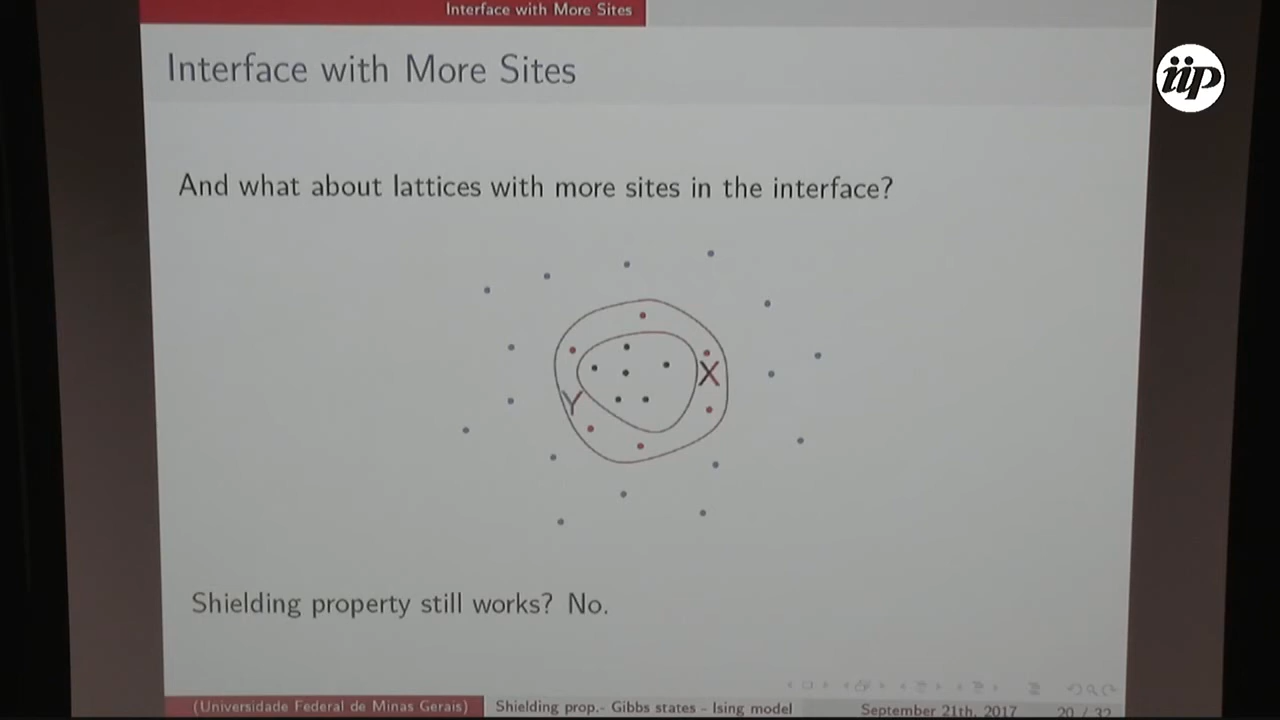 Interface with More Sites
iip
Interface with More Sites
And what about lattices with more sites in the interface?
X
Y
Shielding property still works? No.
(Universidade Federal de Minas Gerais)
Shielding prop.- Gibbs states - Ising model
September 21th, 2017
20 / 32